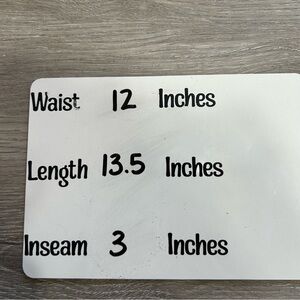 Waist 12 Inches
Length 13.5 Inches
Inseam 3 Inches